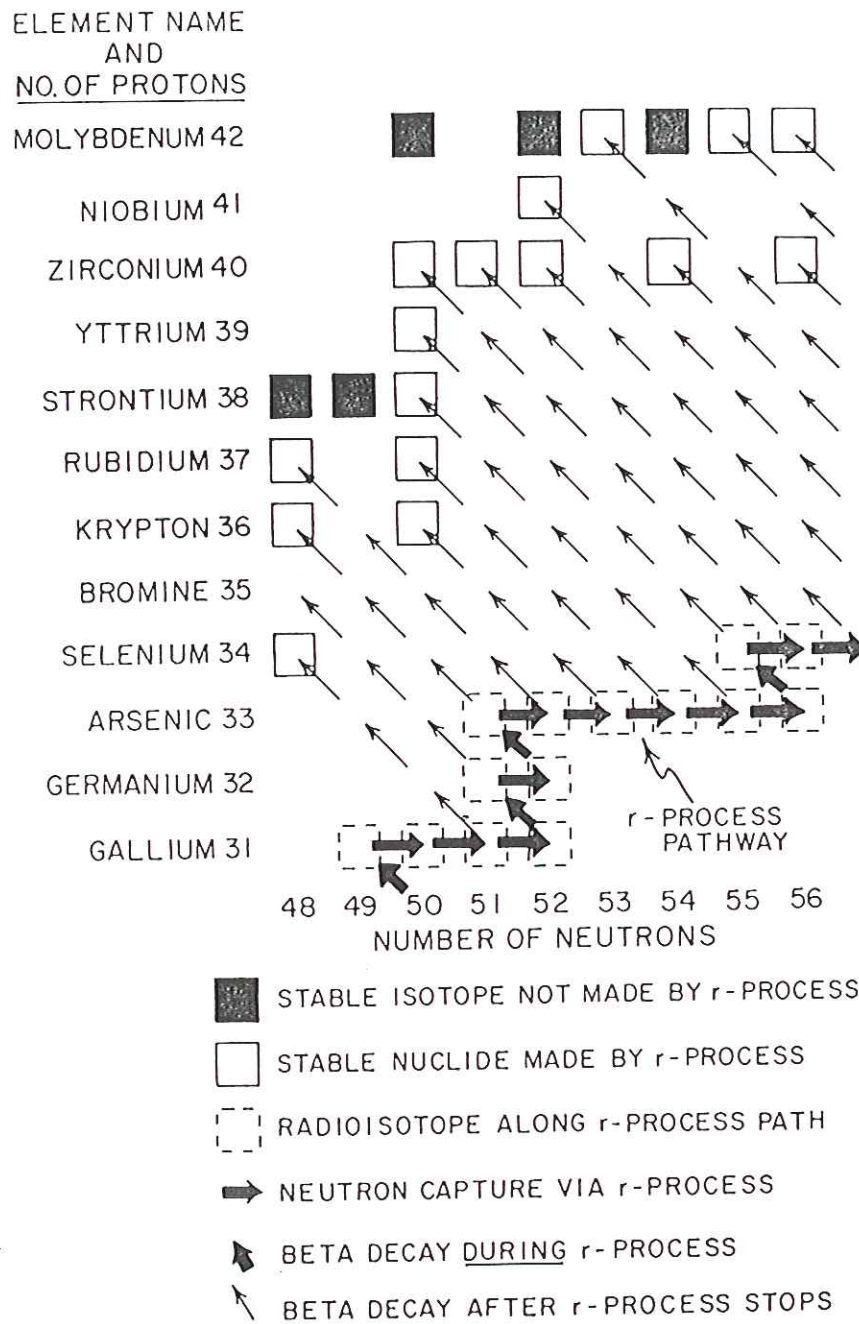 ELEMENT NAME
AND
NO. OF PROTONS
MOLYBDENUM 42
NIOBIUM 41
ZIRCONIUM 40
YTTRIUM 39
STRONTIUM 38
RUBIDIUM 37
KRYPTON 36
BROMINE 35
SELENIUM 34
ARSENIC 33
GERMANIUM 32
GALLIUM 31
r-PROCESS
PATHWAY
48 49 50 51 52 53 54 55 56
NUMBER OF NEUTRONS
STABLE ISOTOPE NOT MADE BY r-PROCESS
STABLE NUCLIDE MADE BY r-PROCESS
RADIOISOTOPE ALONG r-PROCESS PATH
NEUTRON CAPTURE VIA r-PROCESS
BETA DECAY DURING r-PROCESS
BETA DECAY AFTER r-PROCESS STOPS